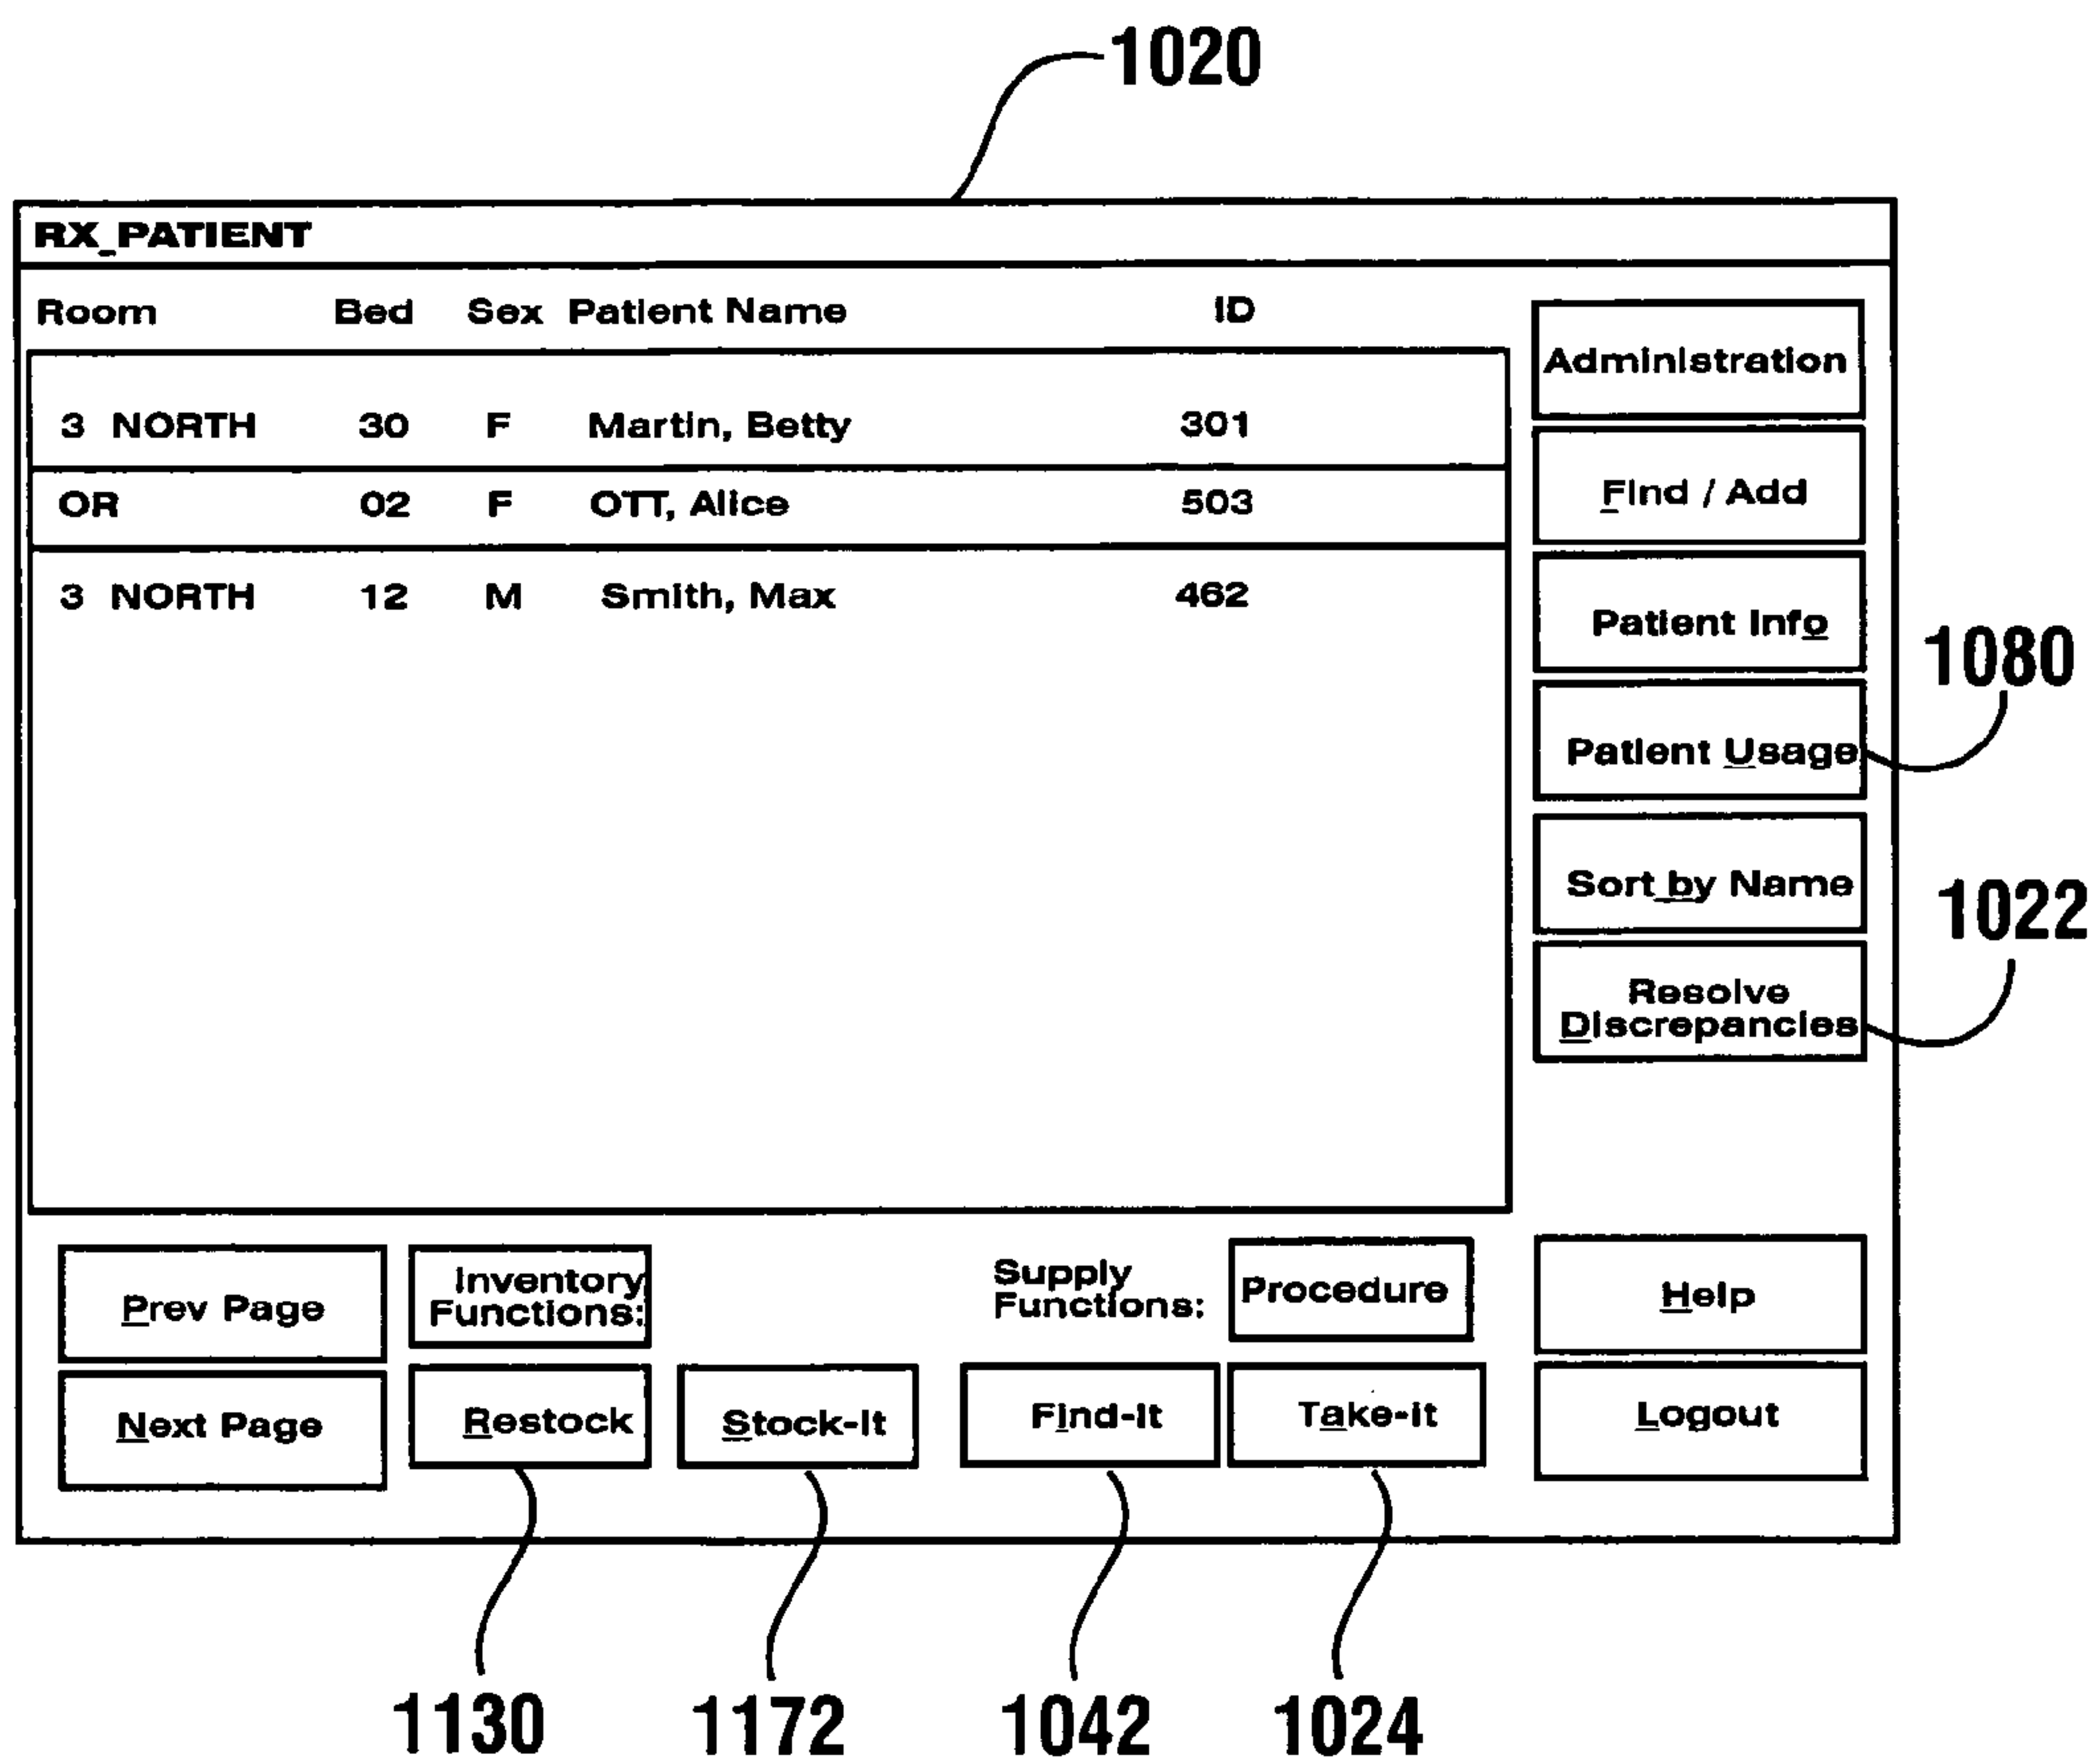 1020
RX_PATIENT
Room Bed Sex Patient Name ID
3 NORTH 30 F Martin, Betty 301
OR 02 F OTT, Alice 503
3 NORTH 12 M Smith, Max 462
Administration
Find / Add
Patient Info
Patient Usage
Sort by Name
Resolve
Discrepancies
1080
1022
Prev Page
Next Page
Inventory
Functions:
Restock
Stock-It
Supply
Functions:
Procedure
Find-It
Take-It
Help
Logout
1130 1172 1042 1024